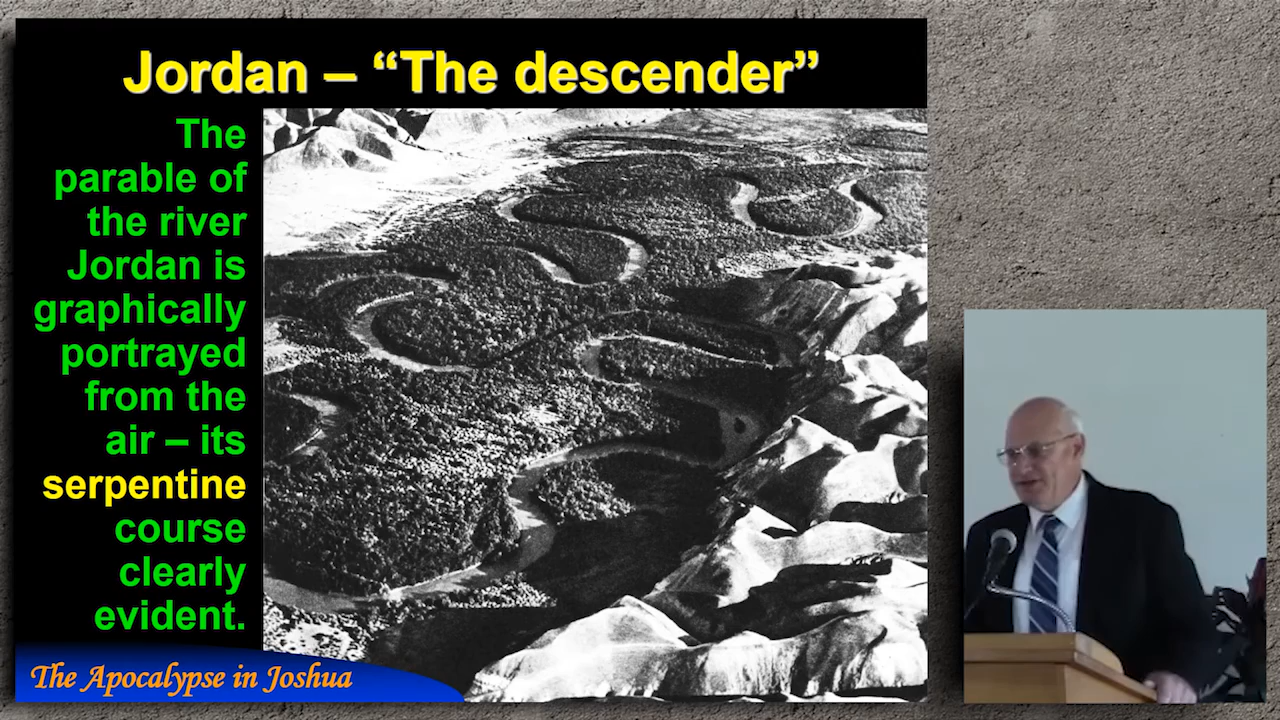 Jordan – “The descender”
The
parable of
the river
Jordan is
graphically
portrayed
from the
air – its
serpentine
course
clearly
evident.
The Apocalypse in Joshua